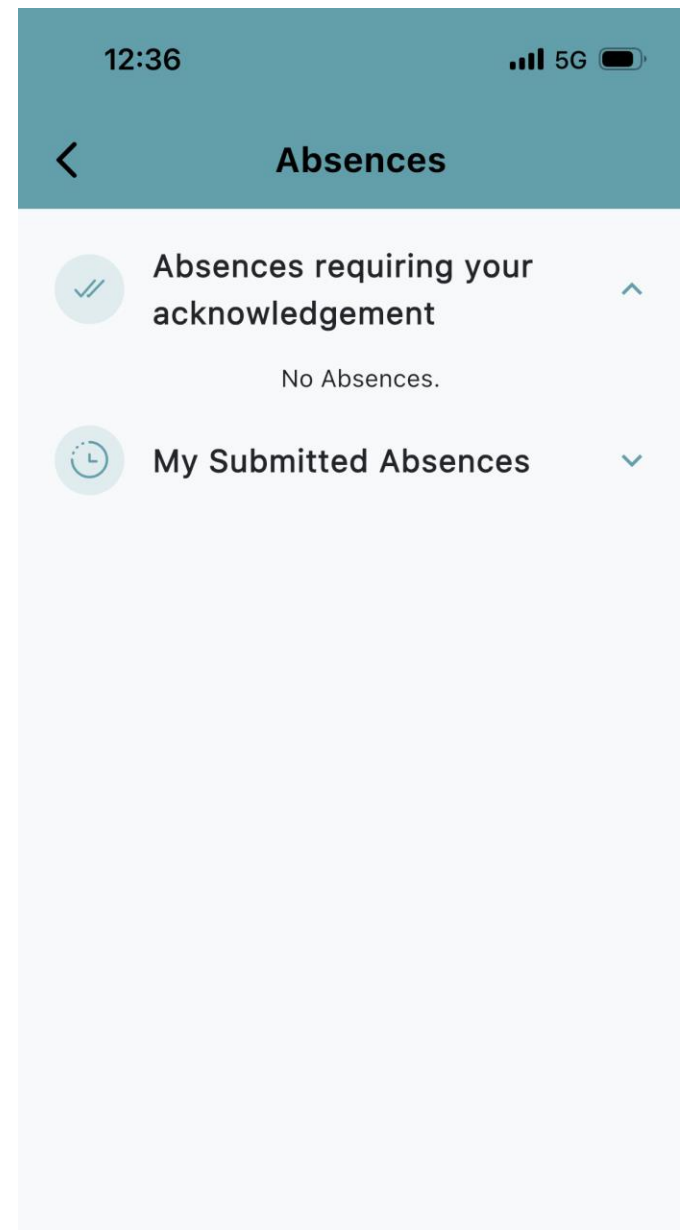 12:36 5G
Absences
Absences requiring your
acknowledgement
No Absences.
My Submitted Absences